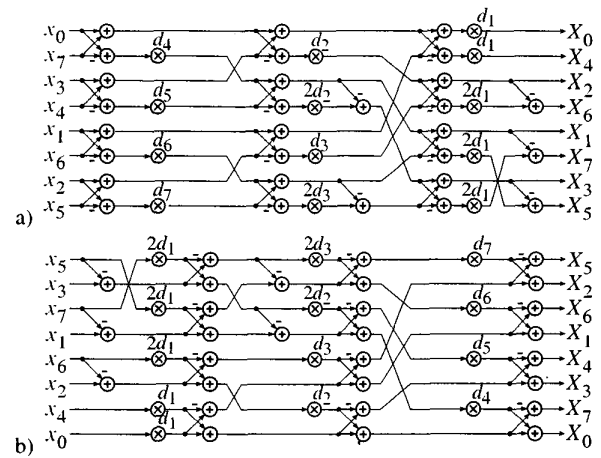 d₁
x₀ X₀
d₄ d₂ d₁
x₇ X₄
x₃ X₂
d₅ 2d₂ 2d₁
x₄ X₆
x₁ X₁
d₆ d₃ 2d₁
x₆ X₇
x₂ X₃
d₇ 2d₃ 2d₁
x₅ X₅
a)
2d₁ 2d₃ d₇
x₅ X₅
x₃ X₂
2d₁ 2d₂ d₆
x₇ X₆
x₁ X₁
2d₁ d₃ d₅
x₆ X₄
x₂ X₃
d₁ d₂ d₄
x₄ X₇
d₁
x₀ X₀
b)